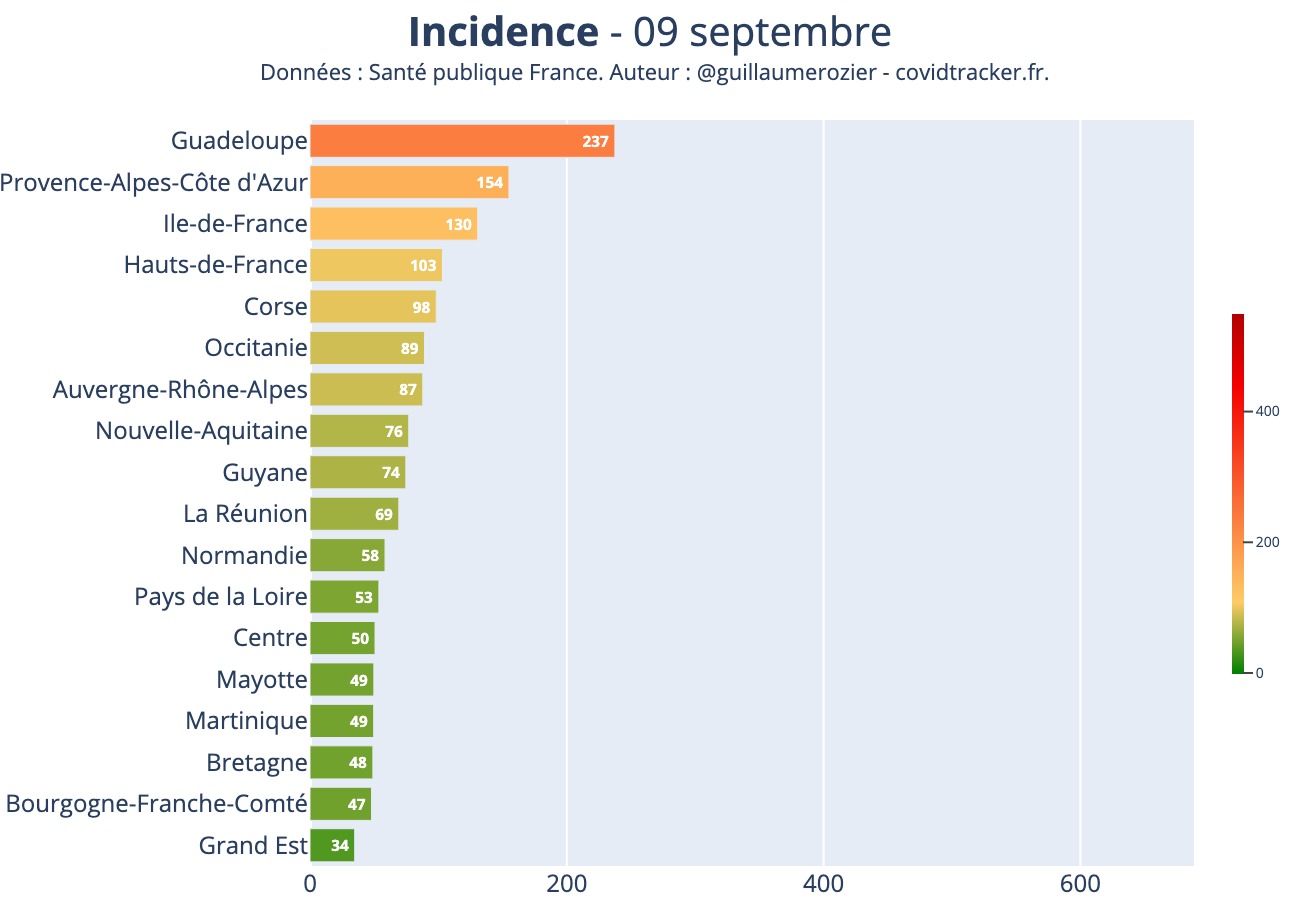 Incidence - 09 septembre
Données : Santé publique France. Auteur : @guillaumerozier - covidtracker.fr.
Guadeloupe 237
Provence-Alpes-Côte d'Azur 154
Ile-de-France 130
Hauts-de-France 103
Corse 98
Occitanie 89
Auvergne-Rhône-Alpes 87
Nouvelle-Aquitaine 76
Guyane 74
La Réunion 69
Normandie 58
Pays de la Loire 53
Centre 50
Mayotte 49
Martinique 49
Bretagne 48
Bourgogne-Franche-Comté 47
Grand Est 34
0 200 400 600
400
200
0